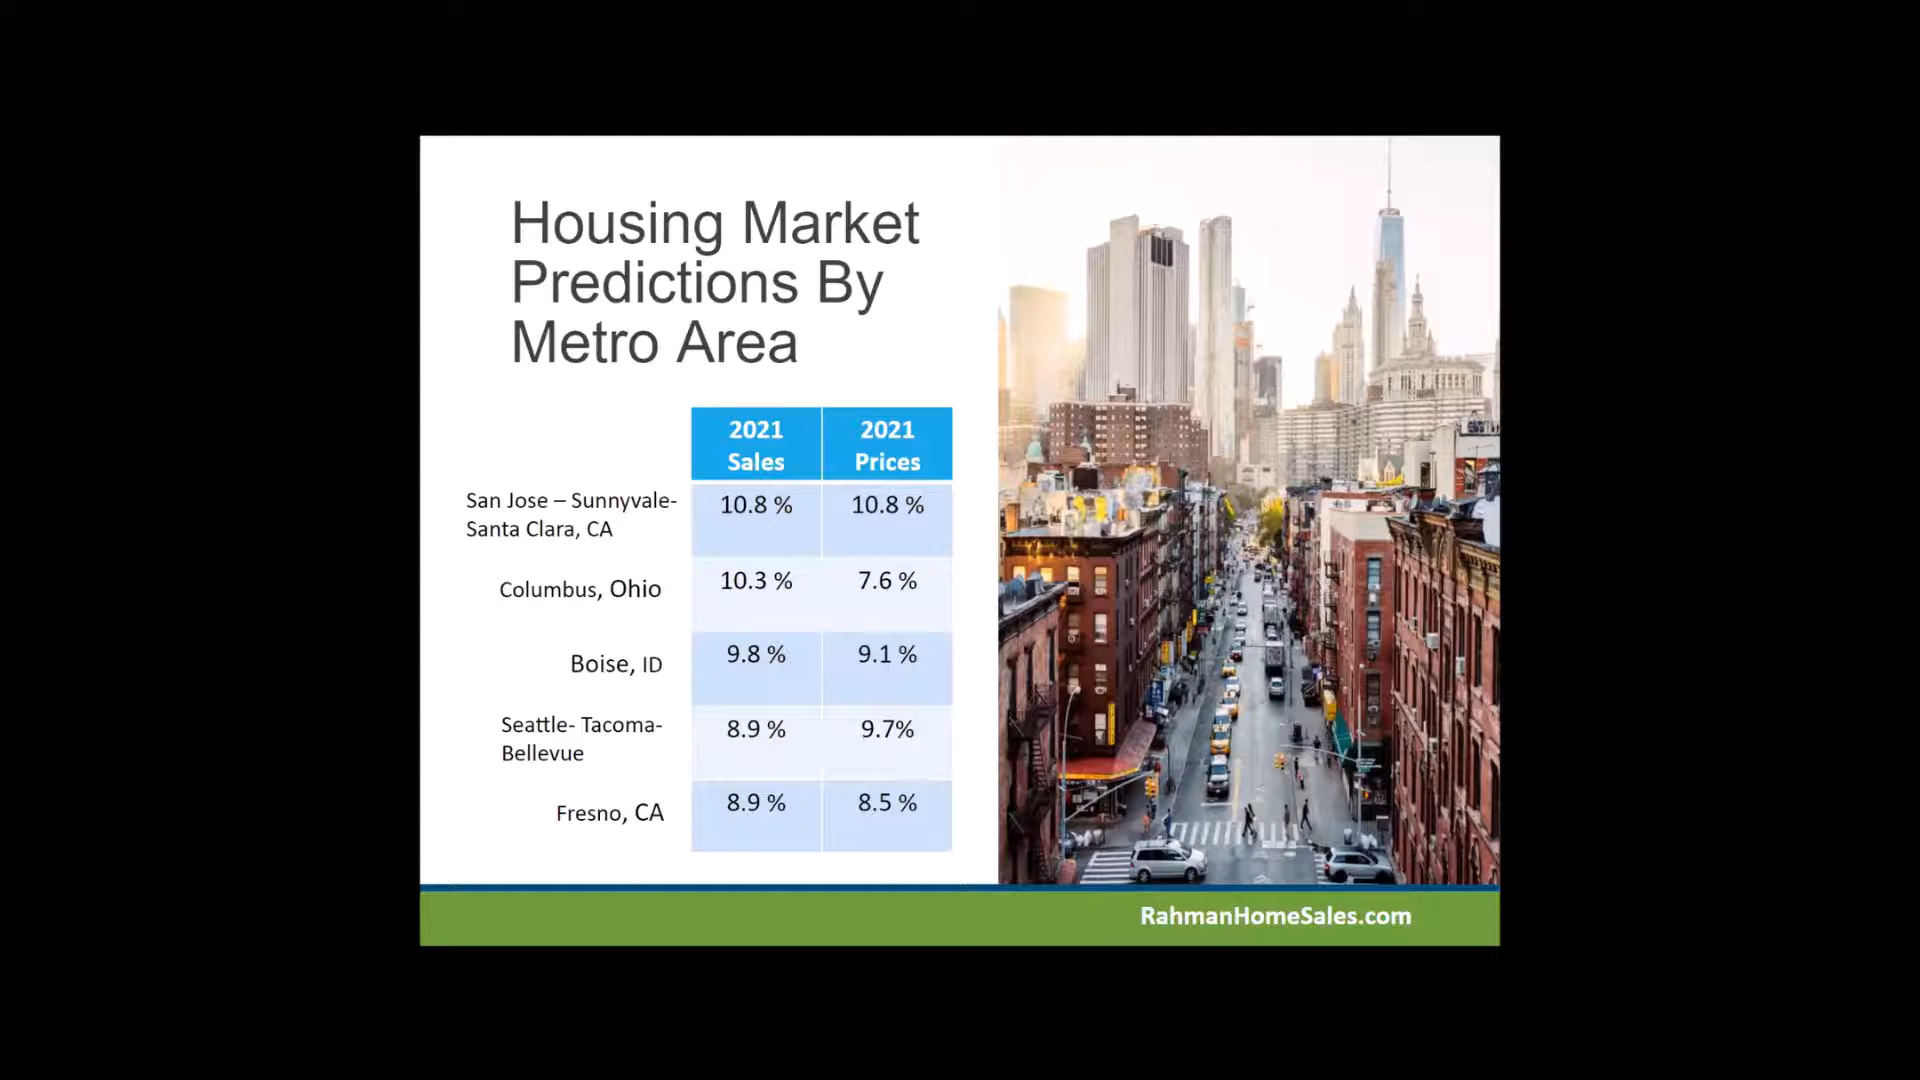 Housing Market
Predictions By
Metro Area
2021
Sales
2021
Prices
San Jose – Sunnyvale-
Santa Clara, CA
10.8 %
10.8 %
Columbus, Ohio
10.3 %
7.6 %
Boise, ID
9.8 %
9.1 %
Seattle- Tacoma-
Bellevue
8.9 %
9.7%
Fresno, CA
8.9 %
8.5 %
RahmanHomeSales.com